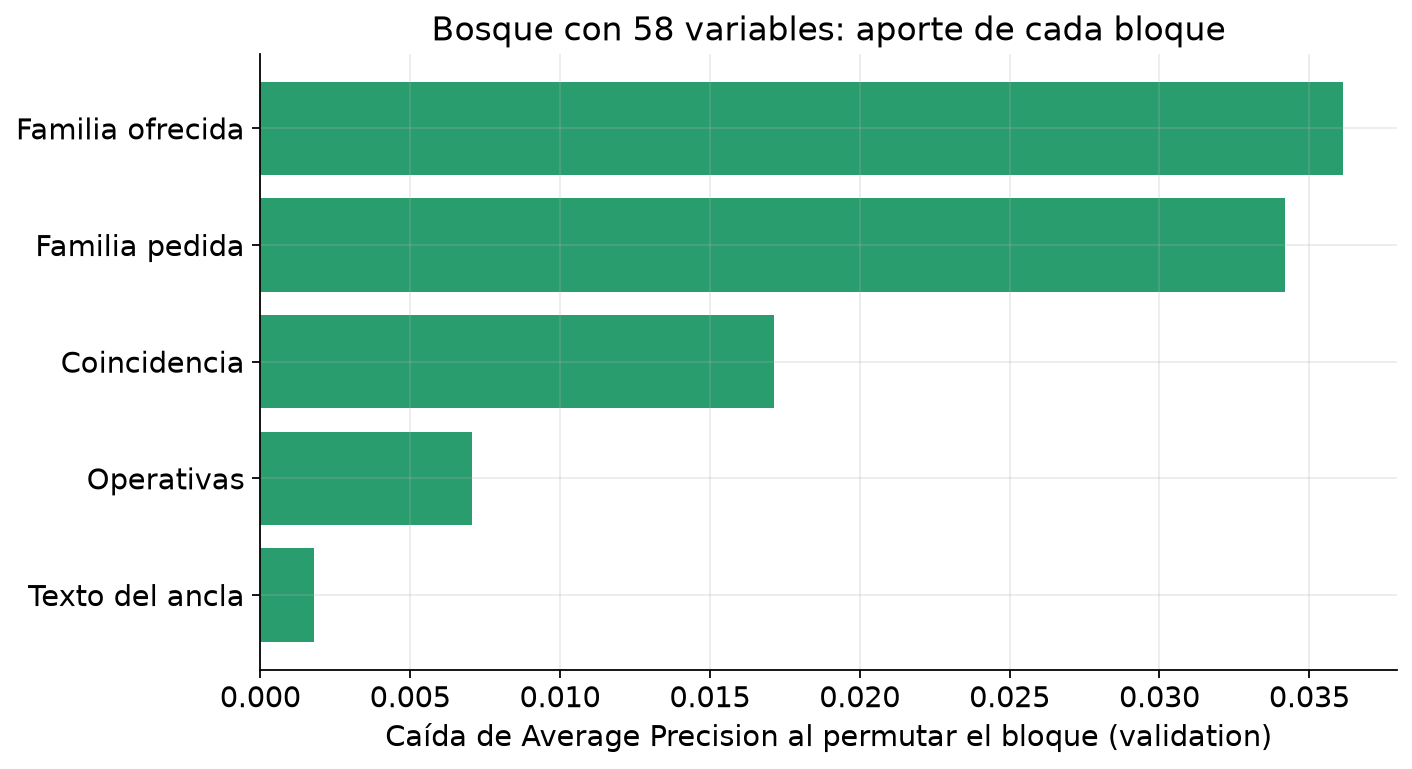 Bosque con 58 variables: aporte de cada bloque
Familia ofrecida
Familia pedida
Coincidencia
Operativas
Texto del ancla
0.000 0.005 0.010 0.015 0.020 0.025 0.030 0.035
Caída de Average Precision al permutar el bloque (validation)